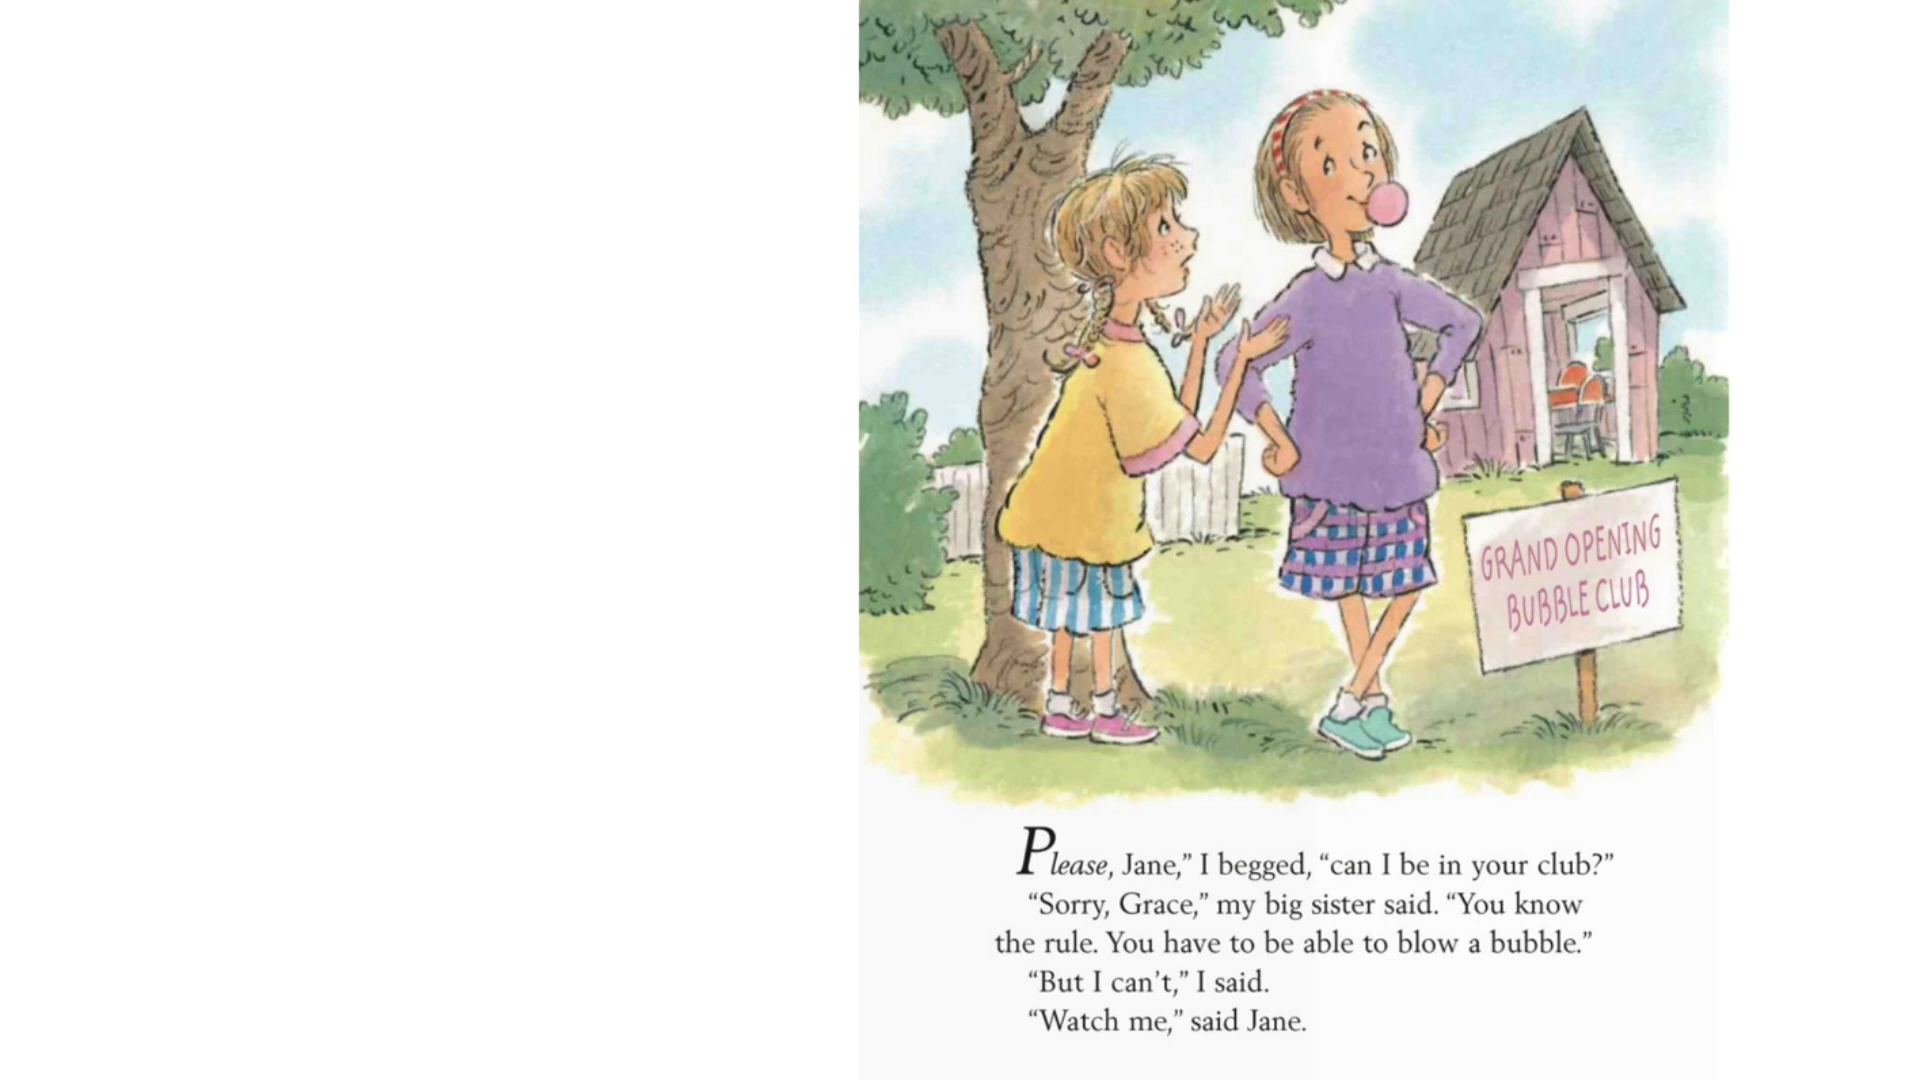 GRAND OPENING
BUBBLE CLUB
Please, Jane,” I begged, “can I be in your club?”
“Sorry, Grace,” my big sister said. “You know
the rule. You have to be able to blow a bubble.”
“But I can’t,” I said.
“Watch me,” said Jane.